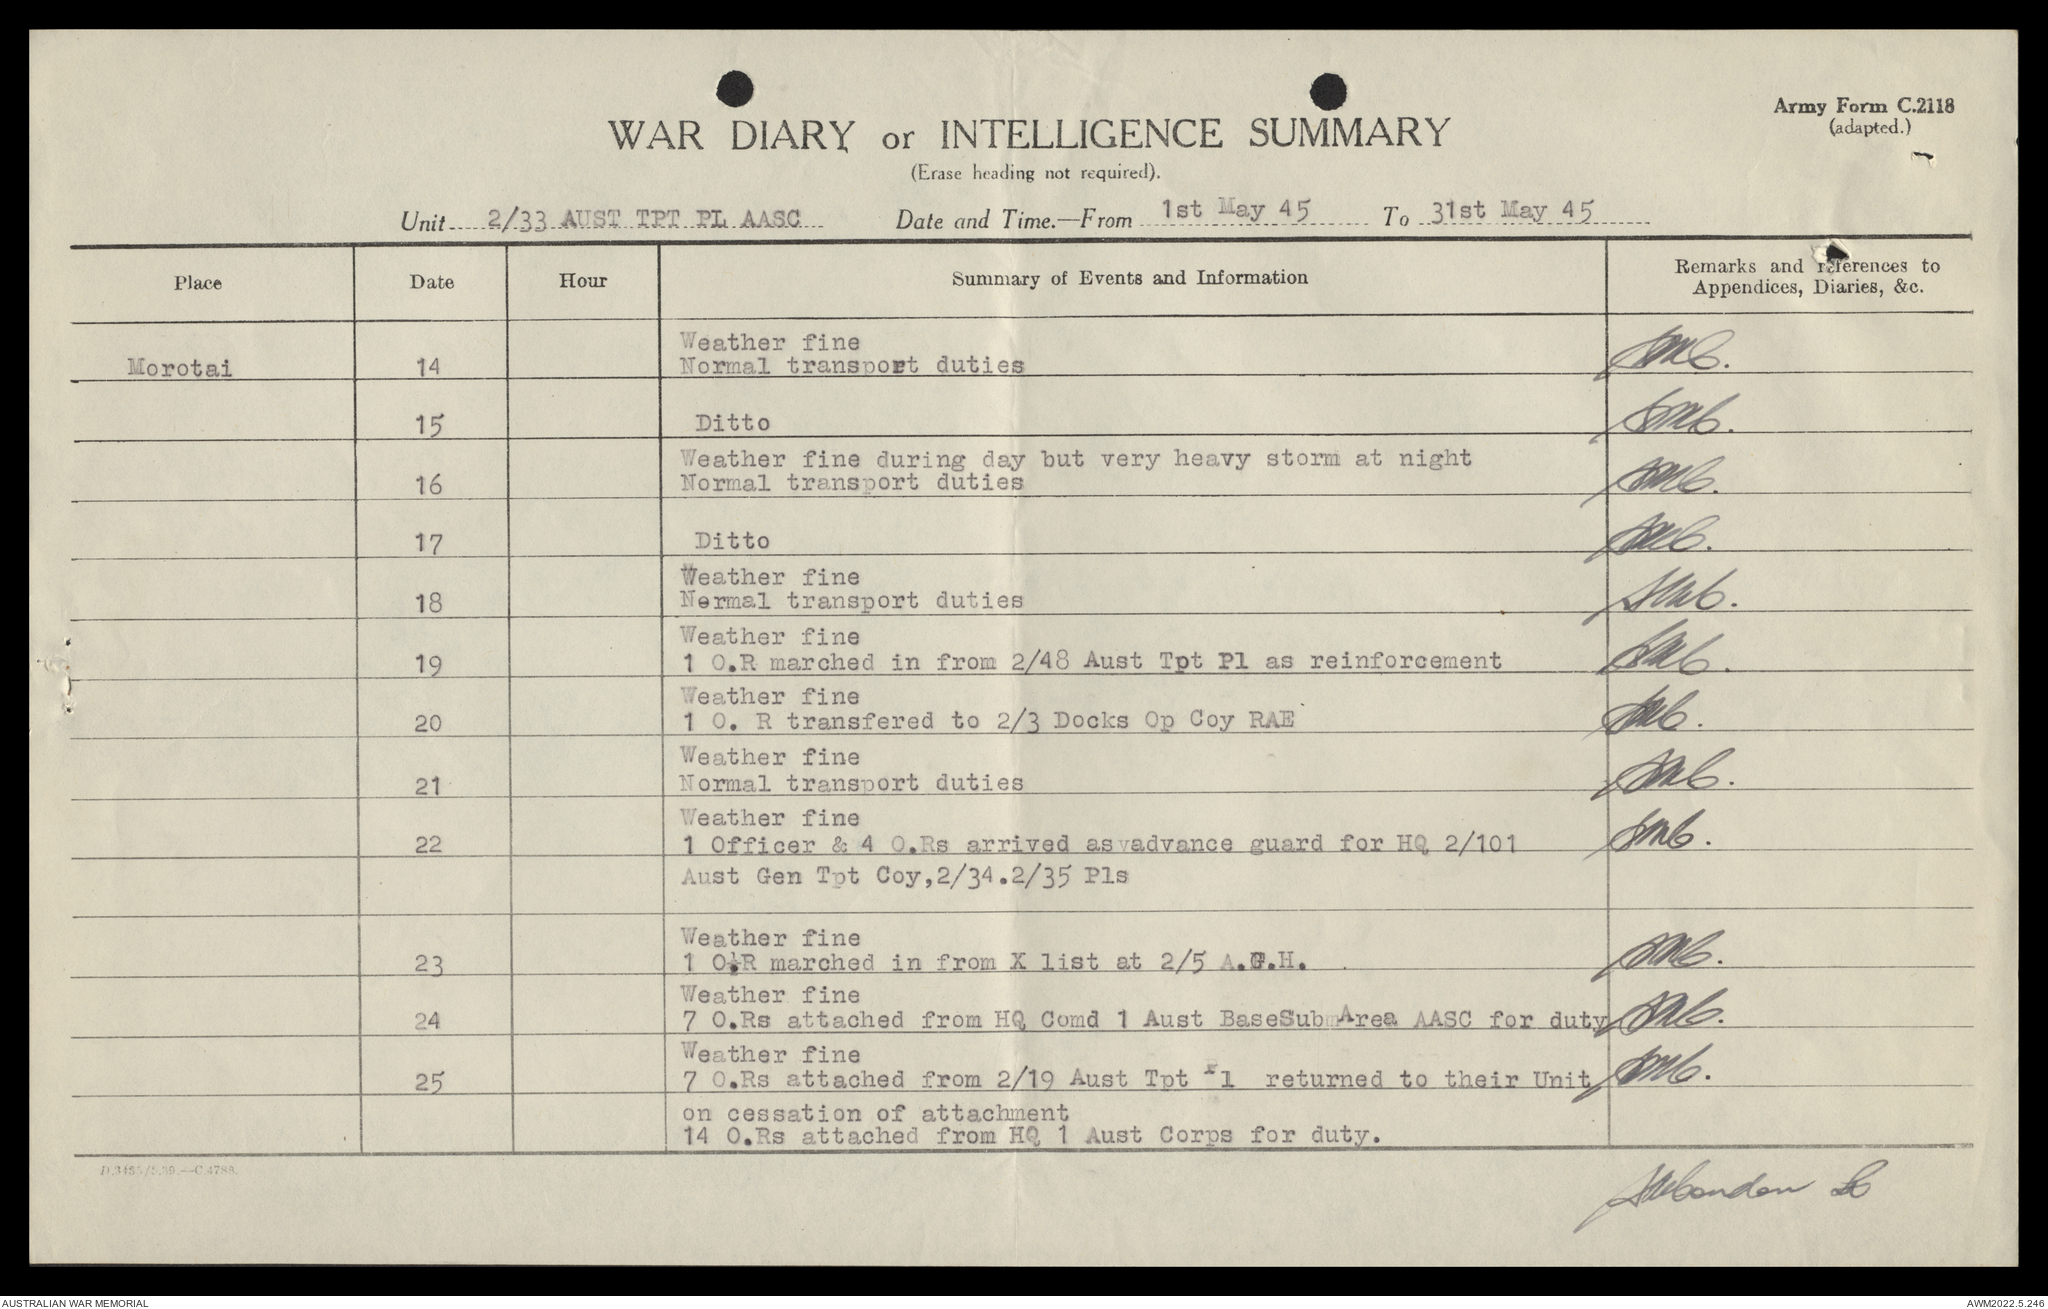 Army Form C.2118
(adapted.)
WAR DIARY or INTELLIGENCE SUMMARY
(Erase heading not required).
Unit 2/33 AUST TPT PL AASC Date and Time.—From 1st May 45 To 31st May 45
Place Date Hour Summary of Events and Information Remarks and references to
Appendices, Diaries, &c.
Weather fine
Morotai 14 Normal transport duties
15 Ditto
Weather fine during day but very heavy storm at night
16 Normal transport duties
17 Ditto
Weather fine
18 Nermal transport duties
Weather fine
19 1 O.R marched in from 2/48 Aust Tpt Pl as reinforcement
Weather fine
20 1 O. R transfered to 2/3 Docks Op Coy RAE
Weather fine
21 Normal transport duties
Weather fine
22 1 Officer & 4 O.Rs arrived as advance guard for HQ 2/101
Aust Gen Tpt Coy,2/34.2/35 Pls
Weather fine
23 1 O.R marched in from X list at 2/5 A.G.H.
Weather fine
24 7 O.Rs attached from HQ Comd 1 Aust BaseSub Area AASC for duty
Weather fine
25 7 O.Rs attached from 2/19 Aust Tpt Pl returned to their Unit
on cessation of attachment
14 O.Rs attached from HQ 1 Aust Corps for duty.
AUSTRALIAN WAR MEMORIAL AWM2022.5.246